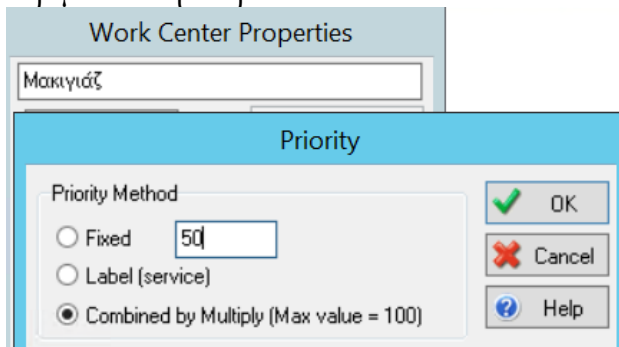 Work Center Properties
Μακιγιάζ
Priority
Priority Method
OK
Fixed 50
Cancel
Label (service)
Combined by Multiply (Max value = 100)
Help